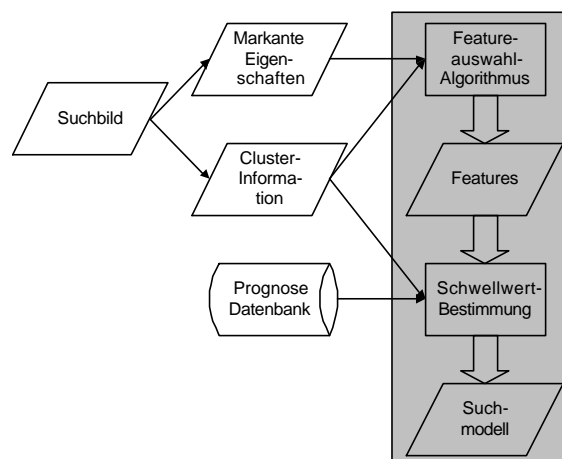 Markante
Eigen-
schaften
Feature-
auswahl-
Algorithmus
Suchbild
Cluster-
Informa-
tion
Features
Prognose
Datenbank
Schwellwert-
Bestimmung
Such-
modell